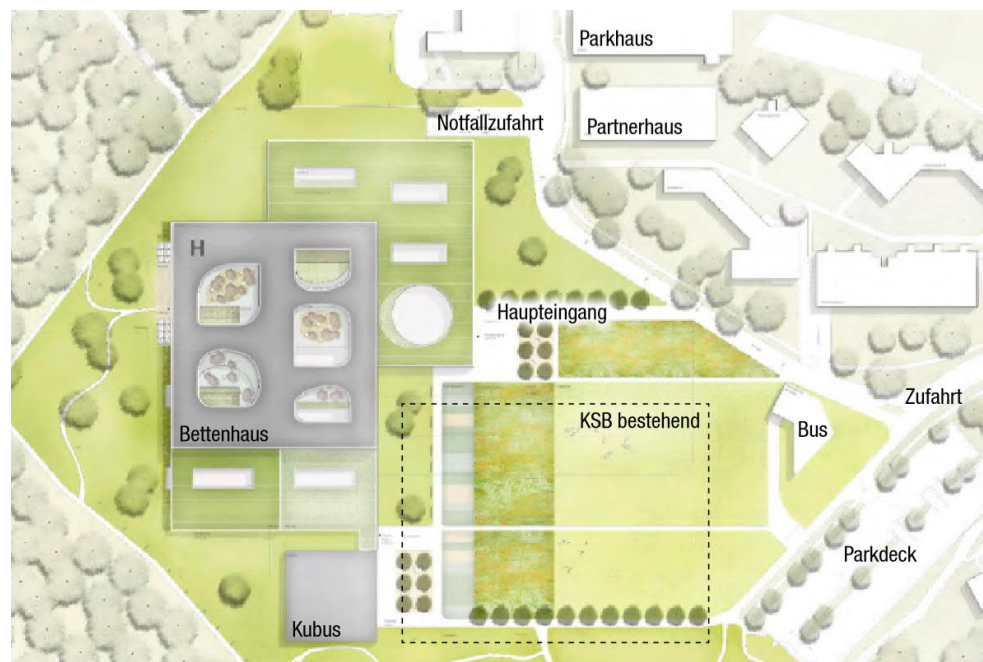 Parkhaus
Notfallzufahrt
Partnerhaus
H
Haupteingang
Zufahrt
KSB bestehend
Bus
Bettenhaus
Parkdeck
Kubus